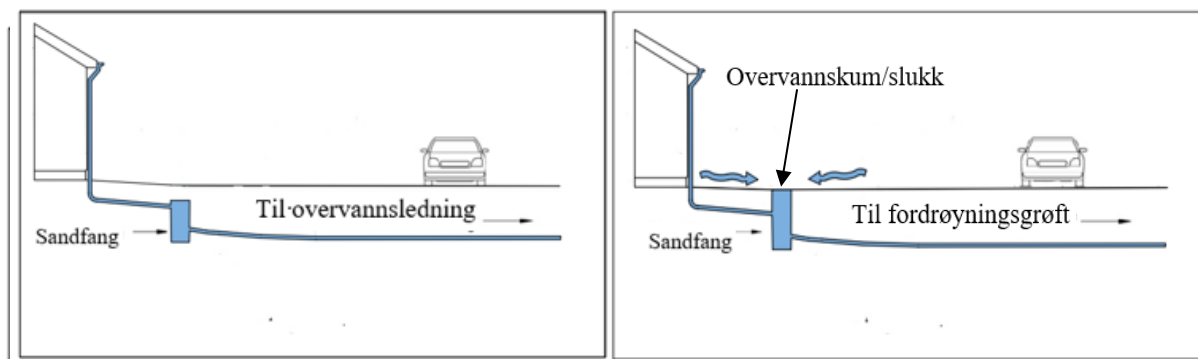 Til·overvannsledning
Sandfang
Overvannskum/slukk
Til fordrøyningsgrøft
Sandfang